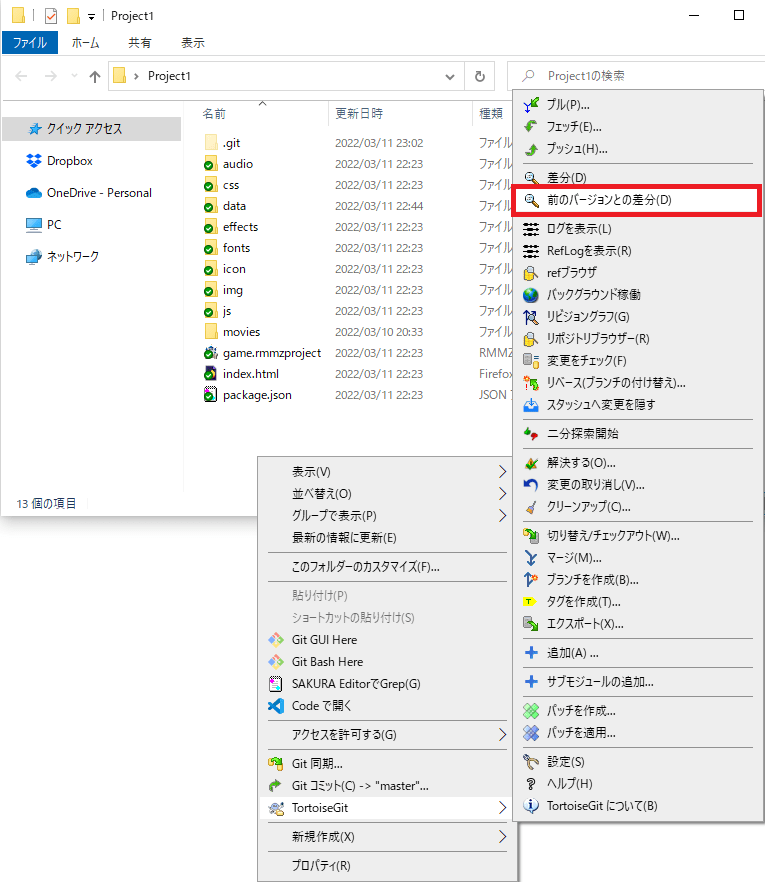 Project1
ファイル ホーム 共有 表示
Project1 Project1の検索
名前 更新日時 種類
クイック アクセス
Dropbox
OneDrive - Personal
PC
ネットワーク
.git 2022/03/11 23:02 ファイル
audio 2022/03/11 22:23 ファイル
css 2022/03/11 22:23 ファイル
data 2022/03/11 22:44 ファイル
effects 2022/03/11 22:23 ファイル
fonts 2022/03/11 22:23 ファイル
icon 2022/03/11 22:23 ファイル
img 2022/03/11 22:23 ファイル
js 2022/03/11 22:23 ファイル
movies 2022/03/10 20:33 ファイル
game.rmmzproject 2022/03/11 22:23 RMMZ
index.html 2022/03/11 22:23 Firefox
package.json 2022/03/11 22:23 JSON
13 個の項目
表示(V)
並べ替え(O)
グループで表示(P)
最新の情報に更新(E)
このフォルダーのカスタマイズ(F)...
貼り付け(P)
ショートカットの貼り付け(S)
Git GUI Here
Git Bash Here
SAKURA EditorでGrep(G)
Code で開く
アクセスを許可する(G)
Git 同期...
Git コミット(C) -> "master"...
TortoiseGit
新規作成(X)
プロパティ(R)
プル(P)...
フェッチ(E)...
プッシュ(H)...
差分(D)
前のバージョンとの差分(D)
ログを表示(L)
RefLogを表示(R)
refブラウザ
バックグラウンド稼働
リビジョングラフ(G)
リポジトリブラウザー(R)
変更をチェック(F)
リベース(ブランチの付け替え)...
スタッシュへ変更を隠す
二分探索開始
解決する(O)...
変更の取り消し(V)...
クリーンアップ(C)...
切り替え/チェックアウト(W)...
マージ(M)...
ブランチを作成(B)...
タグを作成(T)...
エクスポート(X)...
追加(A) ...
サブモジュールの追加...
パッチを作成...
パッチを適用...
設定(S)
ヘルプ(H)
TortoiseGit について(B)